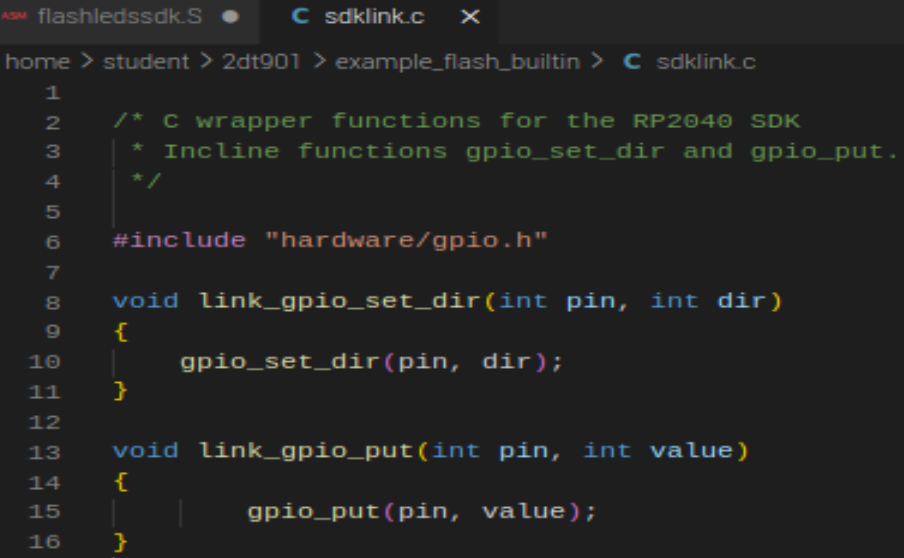 ASM flashledssdk.S ● C sdklink.c ×
home > student > 2dt901 > example_flash_builtin > C sdklink.c
1
2 /* C wrapper functions for the RP2040 SDK
3  * Incline functions gpio_set_dir and gpio_put.
4  */
5
6 #include "hardware/gpio.h"
7
8 void link_gpio_set_dir(int pin, int dir)
9 {
10     gpio_set_dir(pin, dir);
11 }
12
13 void link_gpio_put(int pin, int value)
14 {
15         gpio_put(pin, value);
16 }